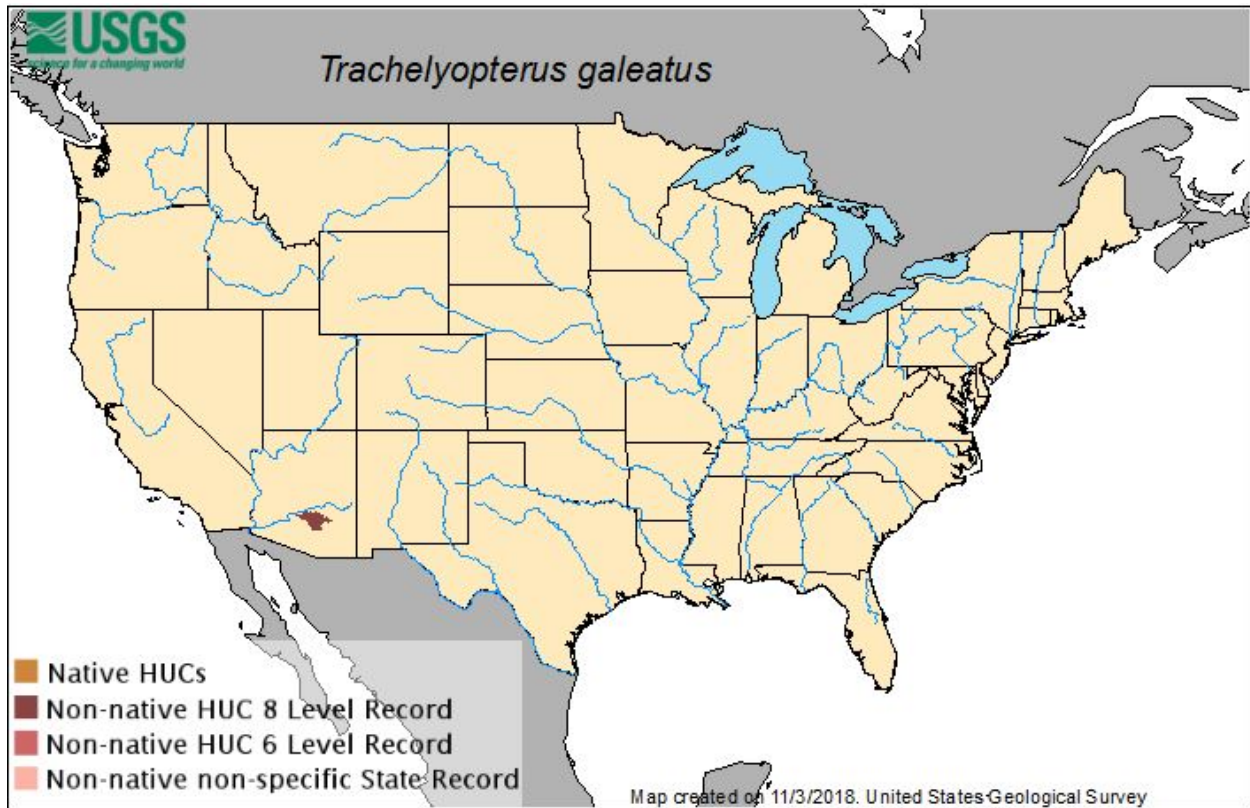 USGS
science for a changing world
Trachelyopterus galeatus
Native HUCs
Non-native HUC 8 Level Record
Non-native HUC 6 Level Record
Non-native non-specific State Record
Map created on 11/3/2018. United States Geological Survey